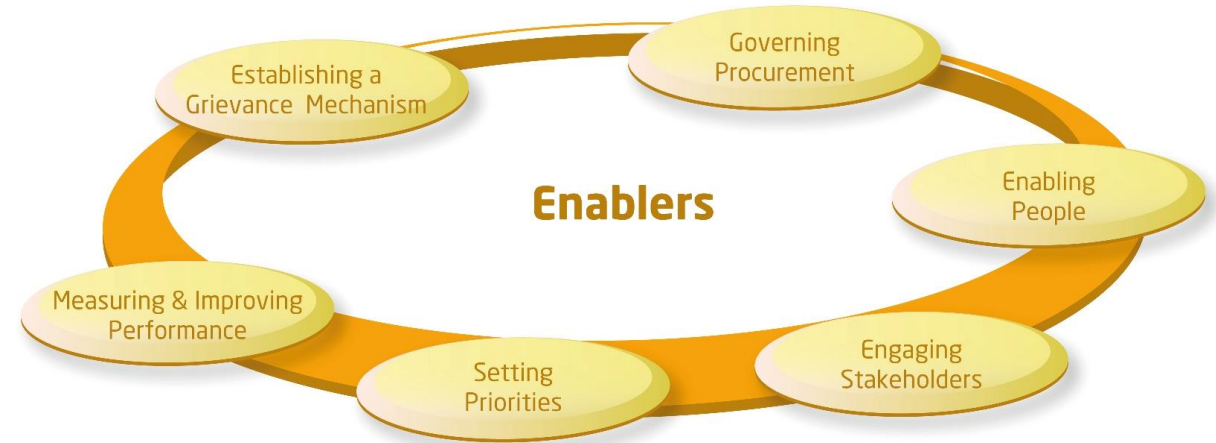 Establishing a
Grievance Mechanism
Governing
Procurement
Enabling
People
Enablers
Measuring & Improving
Performance
Setting
Priorities
Engaging
Stakeholders